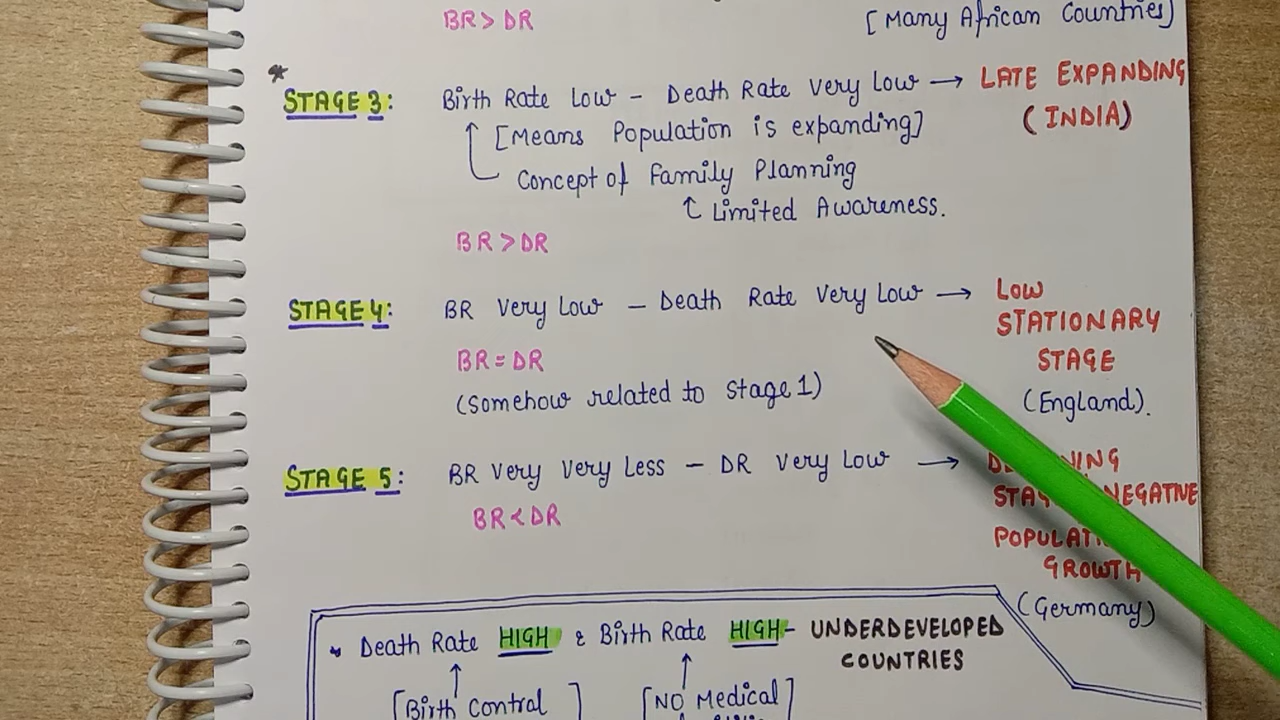 BR > DR
[Many African Countries]
*
STAGE 3: Birth Rate Low - Death Rate Very Low → LATE EXPANDING
[Means Population is expanding] (INDIA)
Concept of Family Planning
Limited Awareness.
BR > DR
STAGE 4: BR Very Low - Death Rate Very Low → LOW
STATIONARY
BR = DR STAGE
(Somehow related to Stage 1) (England).
STAGE 5: BR Very Very Less - DR Very Low →
NEGATIVE
BR < DR
GROWTH
(Germany)
* Death Rate HIGH & Birth Rate HIGH - UNDERDEVELOPED
COUNTRIES
[Birth Control ] [NO Medical ]